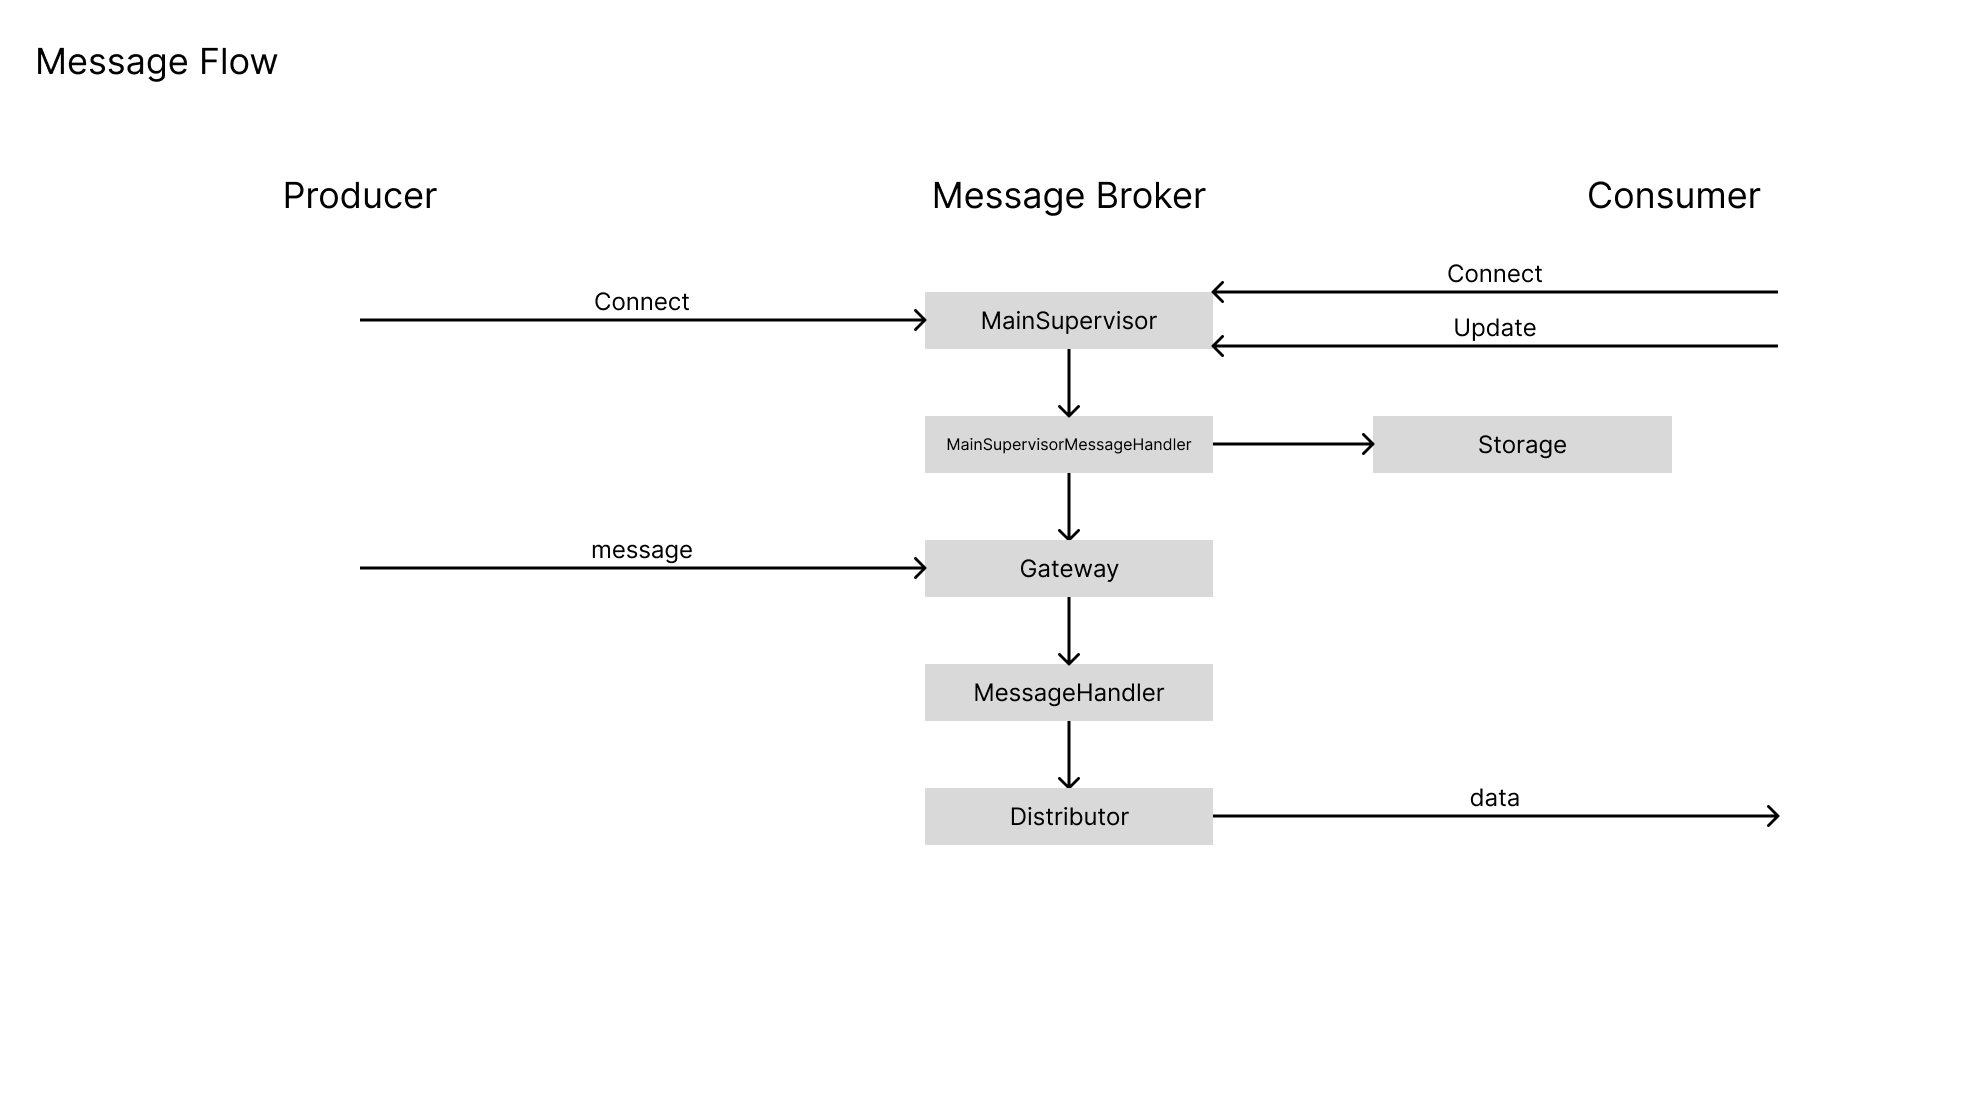 Message Flow
Producer
Message Broker
Consumer
Connect
Connect
MainSupervisor
Update
MainSupervisorMessageHandler
Storage
message
Gateway
MessageHandler
data
Distributor